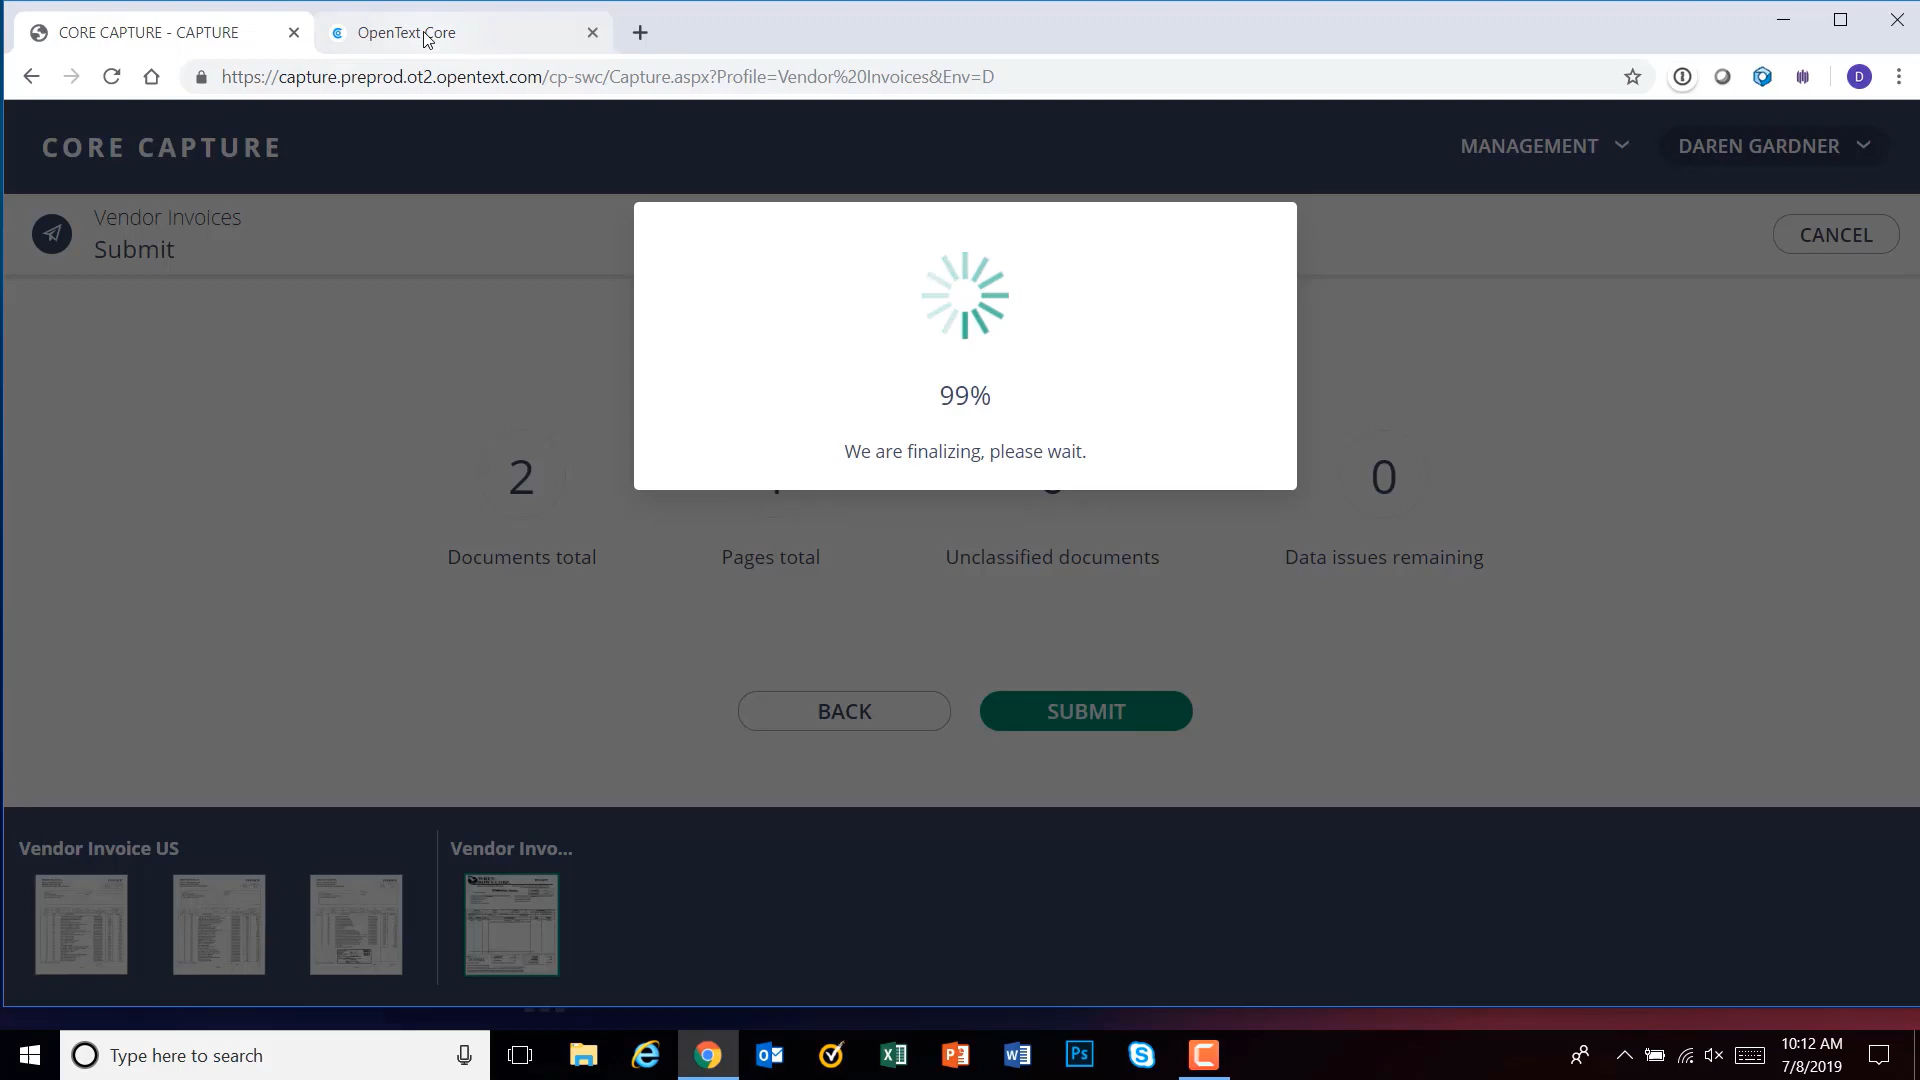 CORE CAPTURE - CAPTURE
OpenText Core
https://capture.preprod.ot2.opentext.com/cp-swc/Capture.aspx?Profile=Vendor%20Invoices&Env=D
D
CORE CAPTURE
MANAGEMENT
DAREN GARDNER
Vendor Invoices
Submit
CANCEL
99%
We are finalizing, please wait.
2
0
Documents total
Pages total
Unclassified documents
Data issues remaining
BACK
SUBMIT
Vendor Invoice US
Vendor Invo...
Type here to search
10:12 AM
7/8/2019